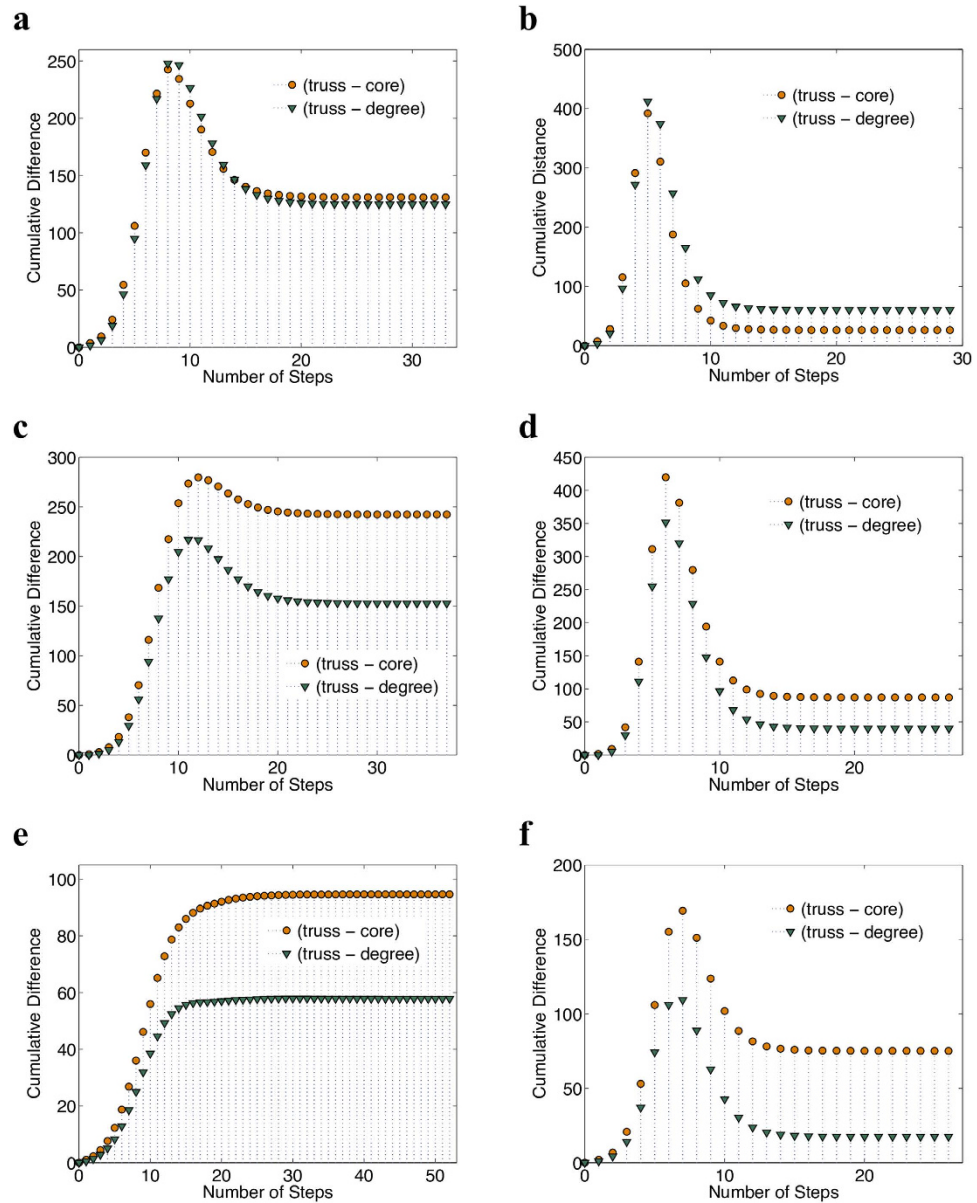 a
250
200
150
100
50
0
0
10
20
30
Cumulative Difference
Number of Steps
(truss – core)
(truss – degree)
b
500
400
300
200
100
0
0
10
20
30
Cumulative Distance
Number of Steps
(truss – core)
(truss – degree)
c
300
250
200
150
100
50
0
0
10
20
30
Cumulative Difference
Number of Steps
(truss – core)
(truss – degree)
d
450
400
350
300
250
200
150
100
50
0
0
10
20
Cumulative Difference
Number of Steps
(truss – core)
(truss – degree)
e
100
80
60
40
20
0
0
10
20
30
40
50
Cumulative Difference
Number of Steps
(truss – core)
(truss – degree)
f
200
150
100
50
0
0
10
20
Cumulative Difference
Number of Steps
(truss – core)
(truss – degree)